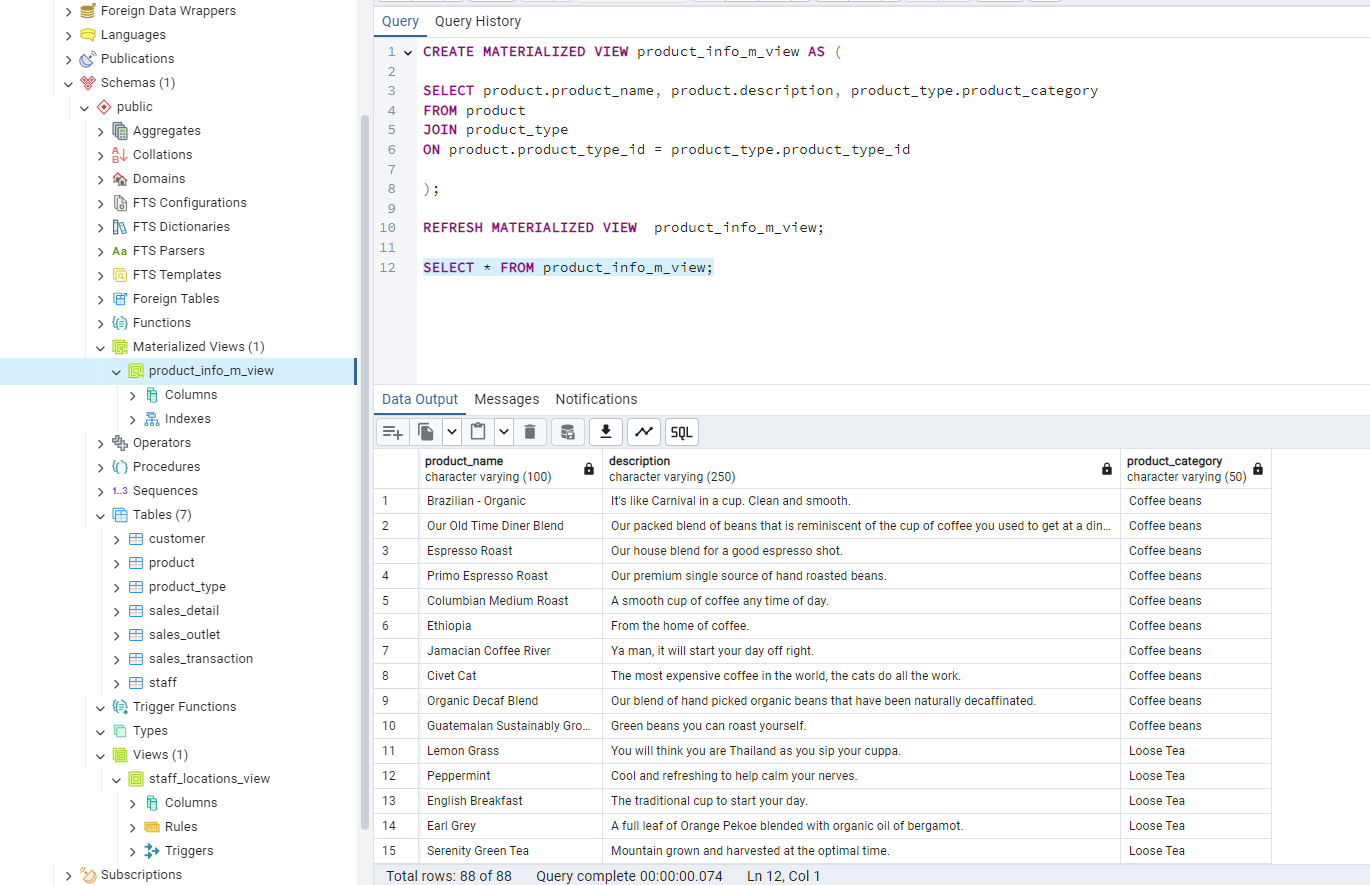 Foreign Data Wrappers
Languages
Publications
Schemas (1)
public
Aggregates
Collations
Domains
FTS Configurations
FTS Dictionaries
Aa FTS Parsers
FTS Templates
Foreign Tables
Functions
Materialized Views (1)
product_info_m_view
Columns
Indexes
Operators
Procedures
1..3 Sequences
Tables (7)
customer
product
product_type
sales_detail
sales_outlet
sales_transaction
staff
Trigger Functions
Types
Views (1)
staff_locations_view
Columns
Rules
Triggers
Subscriptions
Query Query History
1 CREATE MATERIALIZED VIEW product_info_m_view AS (
2
3 SELECT product.product_name, product.description, product_type.product_category
4 FROM product
5 JOIN product_type
6 ON product.product_type_id = product_type.product_type_id
7
8 );
9
10 REFRESH MATERIALIZED VIEW  product_info_m_view;
11
12 SELECT * FROM product_info_m_view;
Data Output Messages Notifications
SQL
product_name description product_category
character varying (100) character varying (250) character varying (50)
1 Brazilian - Organic It's like Carnival in a cup. Clean and smooth. Coffee beans
2 Our Old Time Diner Blend Our packed blend of beans that is reminiscent of the cup of coffee you used to get at a din... Coffee beans
3 Espresso Roast Our house blend for a good espresso shot. Coffee beans
4 Primo Espresso Roast Our premium single source of hand roasted beans. Coffee beans
5 Columbian Medium Roast A smooth cup of coffee any time of day. Coffee beans
6 Ethiopia From the home of coffee. Coffee beans
7 Jamacian Coffee River Ya man, it will start your day off right. Coffee beans
8 Civet Cat The most expensive coffee in the world, the cats do all the work. Coffee beans
9 Organic Decaf Blend Our blend of hand picked organic beans that have been naturally decaffinated. Coffee beans
10 Guatemalan Sustainably Gro... Green beans you can roast yourself. Coffee beans
11 Lemon Grass You will think you are Thailand as you sip your cuppa. Loose Tea
12 Peppermint Cool and refreshing to help calm your nerves. Loose Tea
13 English Breakfast The traditional cup to start your day. Loose Tea
14 Earl Grey A full leaf of Orange Pekoe blended with organic oil of bergamot. Loose Tea
15 Serenity Green Tea Mountain grown and harvested at the optimal time. Loose Tea
Total rows: 88 of 88 Query complete 00:00:00.074 Ln 12, Col 1